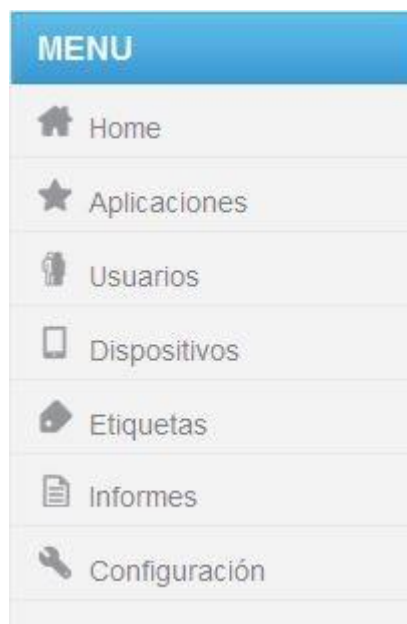 MENU
Home
Aplicaciones
Usuarios
Dispositivos
Etiquetas
Informes
Configuración